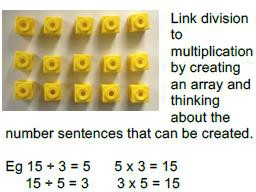 Link division
to
multiplication
by creating
an array and
thinking
about the
number sentences that can be created.
Eg 15 ÷ 3 = 5 5 x 3 = 15
15 ÷ 5 = 3 3 x 5 = 15